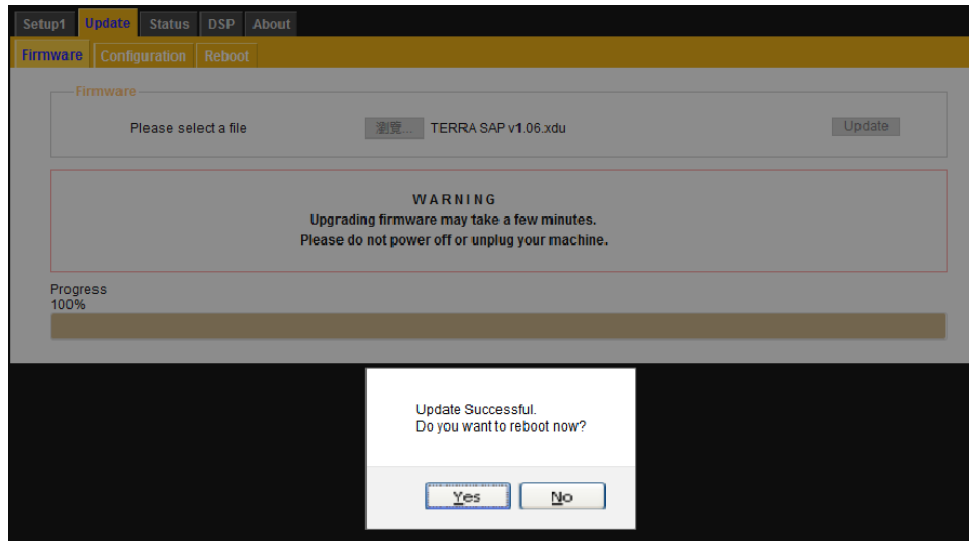 Setup1 Update Status DSP About
Firmware Configuration Reboot
Firmware
Please select a file 瀏覽... TERRA SAP v1.06.xdu Update
WARNING
Upgrading firmware may take a few minutes.
Please do not power off or unplug your machine.
Progress
100%
Update Successful.
Do you want to reboot now?
Yes No